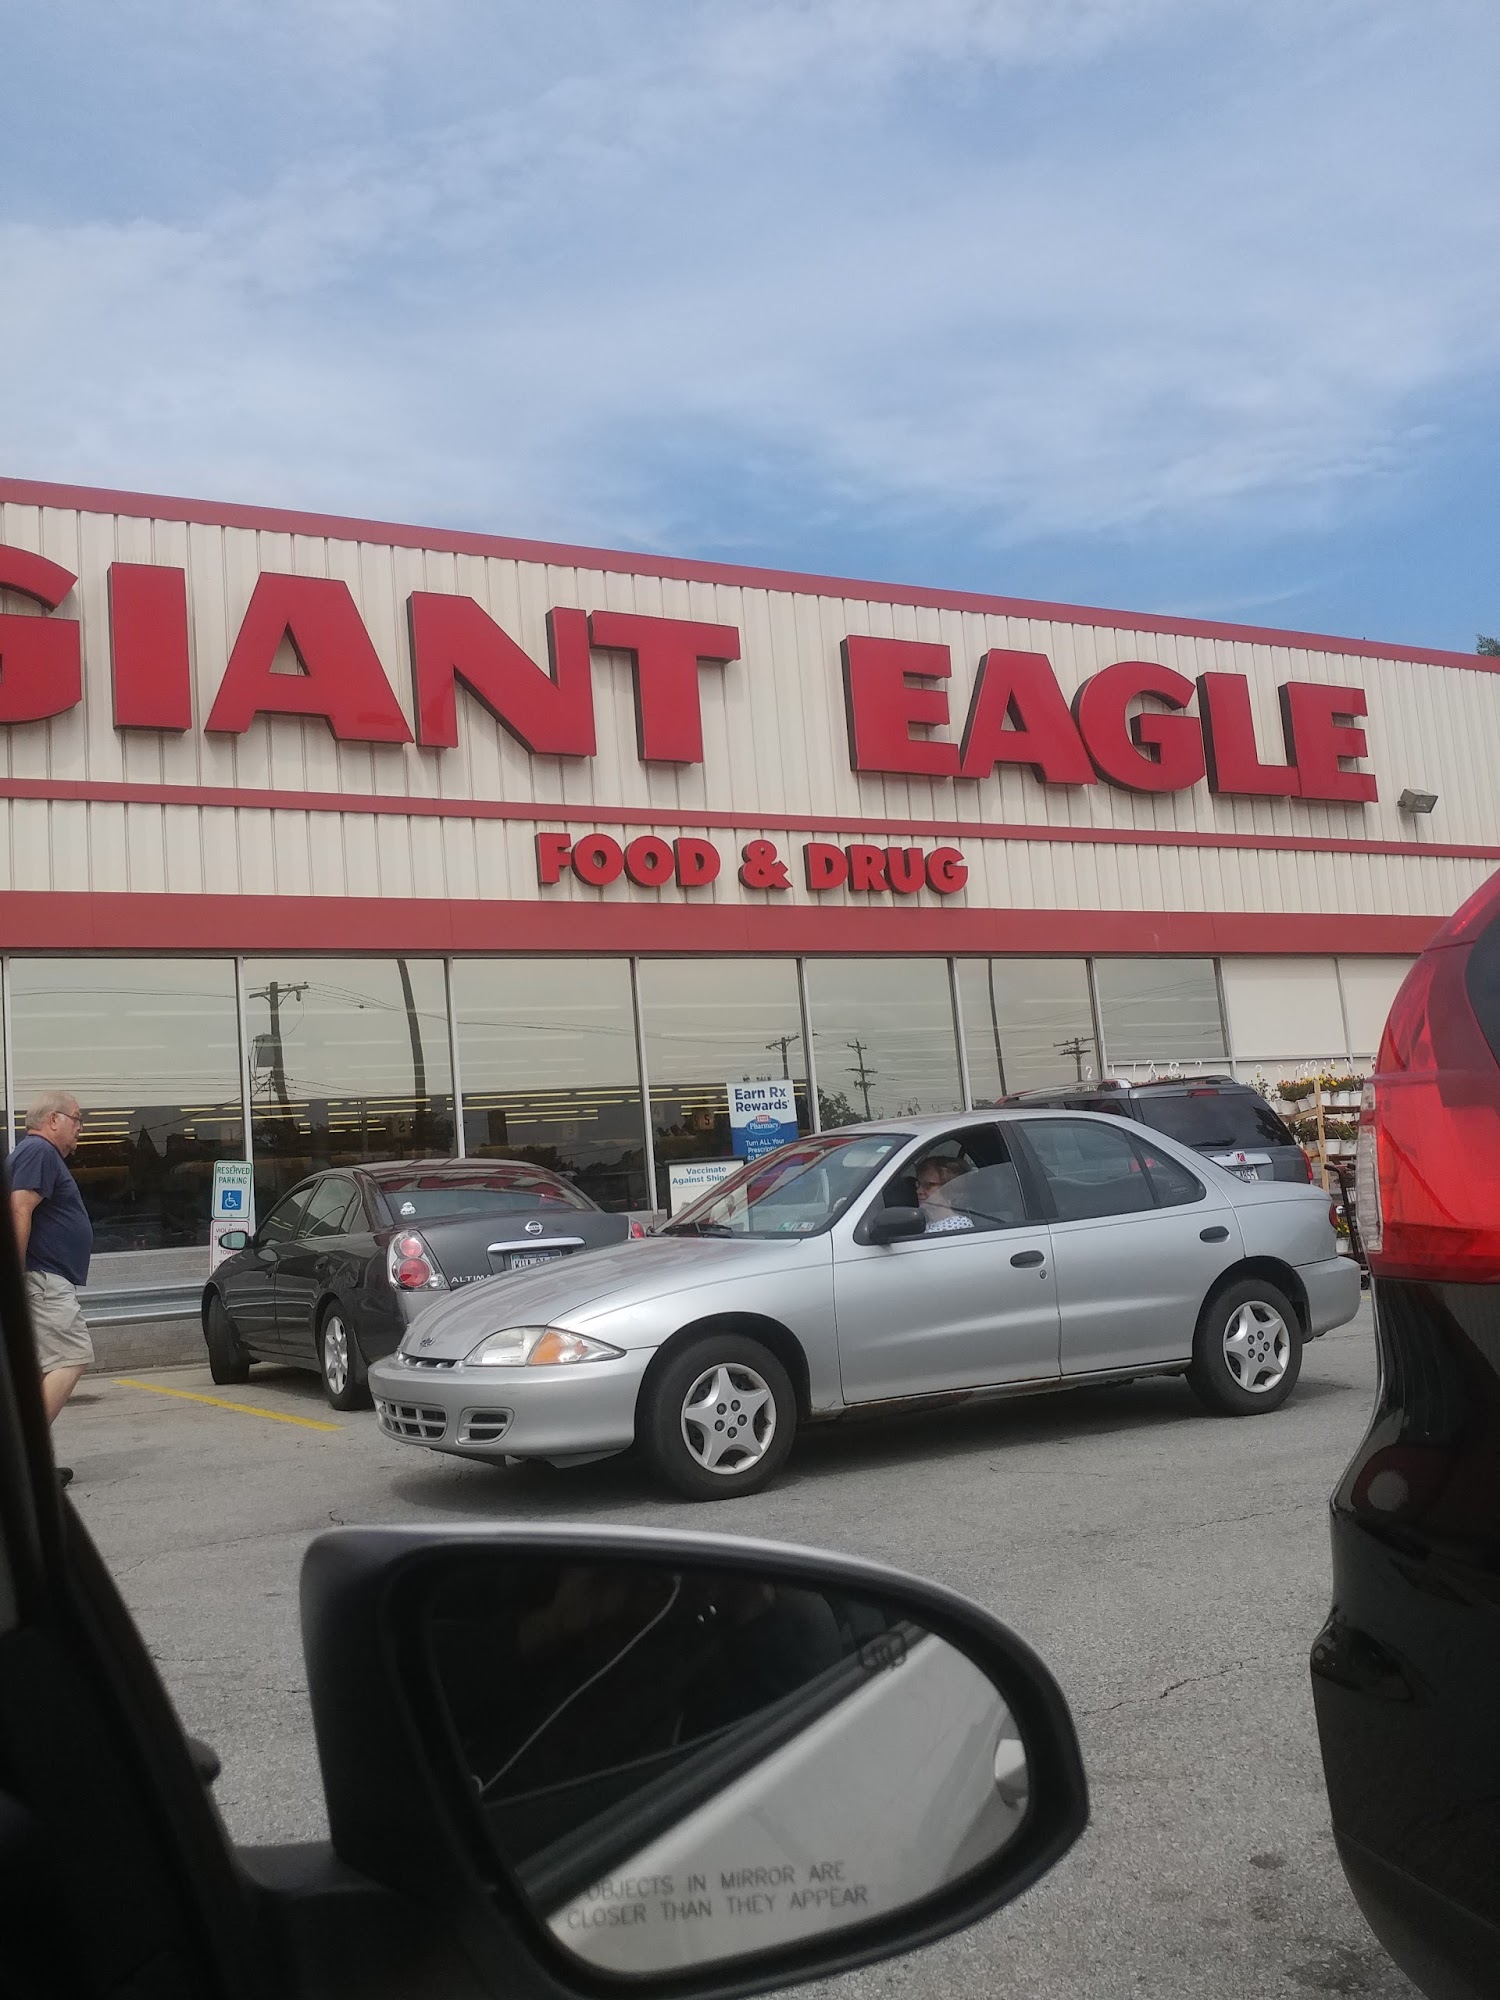 GIANT EAGLE
FOOD & DRUG
Earn Rx
Rewards
Pharmacy
Turn ALL Your
Vaccinate
RESERVED
PARKING
ALTIMA
OBJECTS IN MIRROR ARE
CLOSER THAN THEY APPEAR